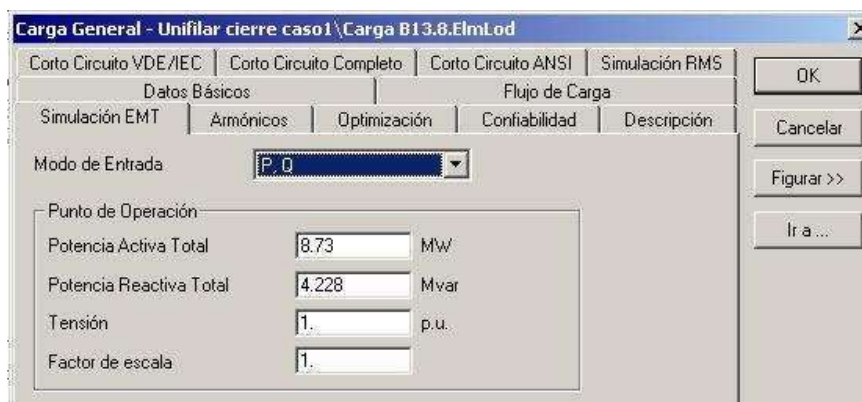 Carga General - Unifilar cierre caso1\Carga B13.8.ElmLod
Corto Circuito VDE/IEC Corto Circuito Completo Corto Circuito ANSI Simulación RMS
Datos Básicos Flujo de Carga
Simulación EMT Armónicos Optimización Confiabilidad Descripción
OK
Cancelar
Figurar >>
Ir a ...
Modo de Entrada P, Q
Punto de Operación
Potencia Activa Total 8.73 MW
Potencia Reactiva Total 4.228 Mvar
Tensión 1. p.u.
Factor de escala 1.